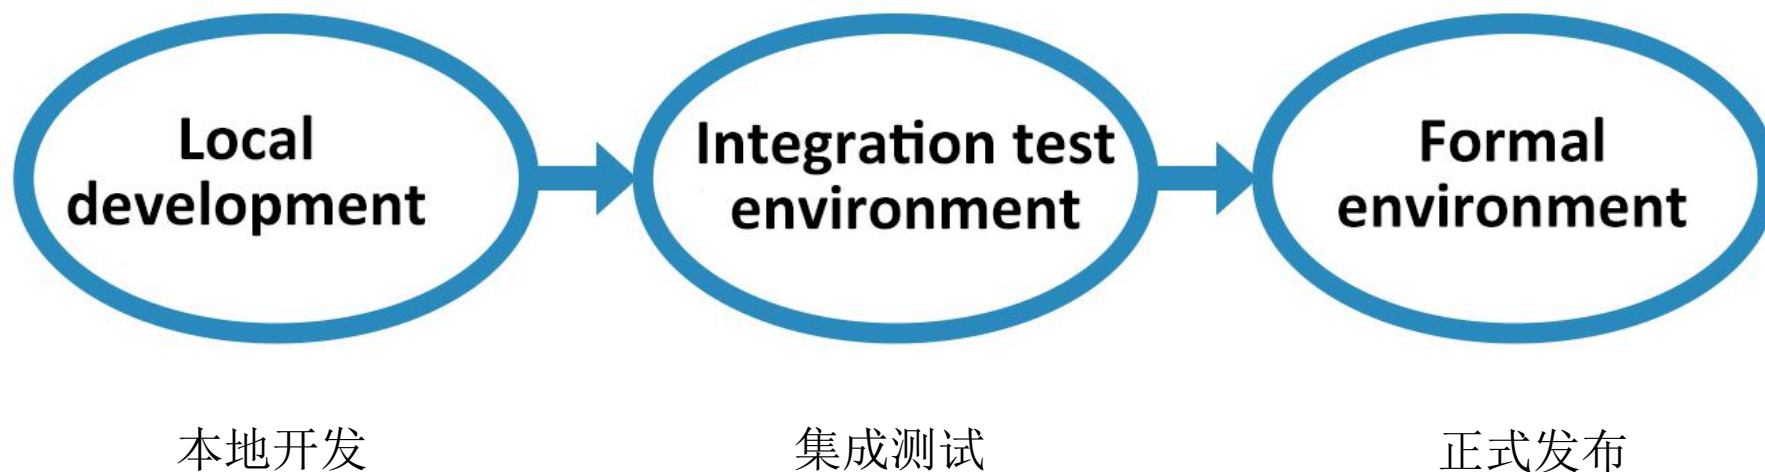 Local
development
Integration test
environment
Formal
environment
本地开发
集成测试
正式发布